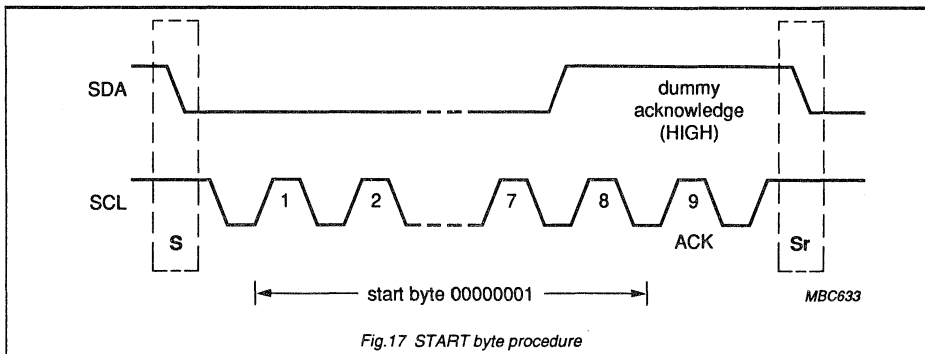 SDA
dummy
acknowledge
(HIGH)
SCL
1 2 7 8 9
S
ACK
Sr
start byte 00000001
MBC633
Fig.17 START byte procedure